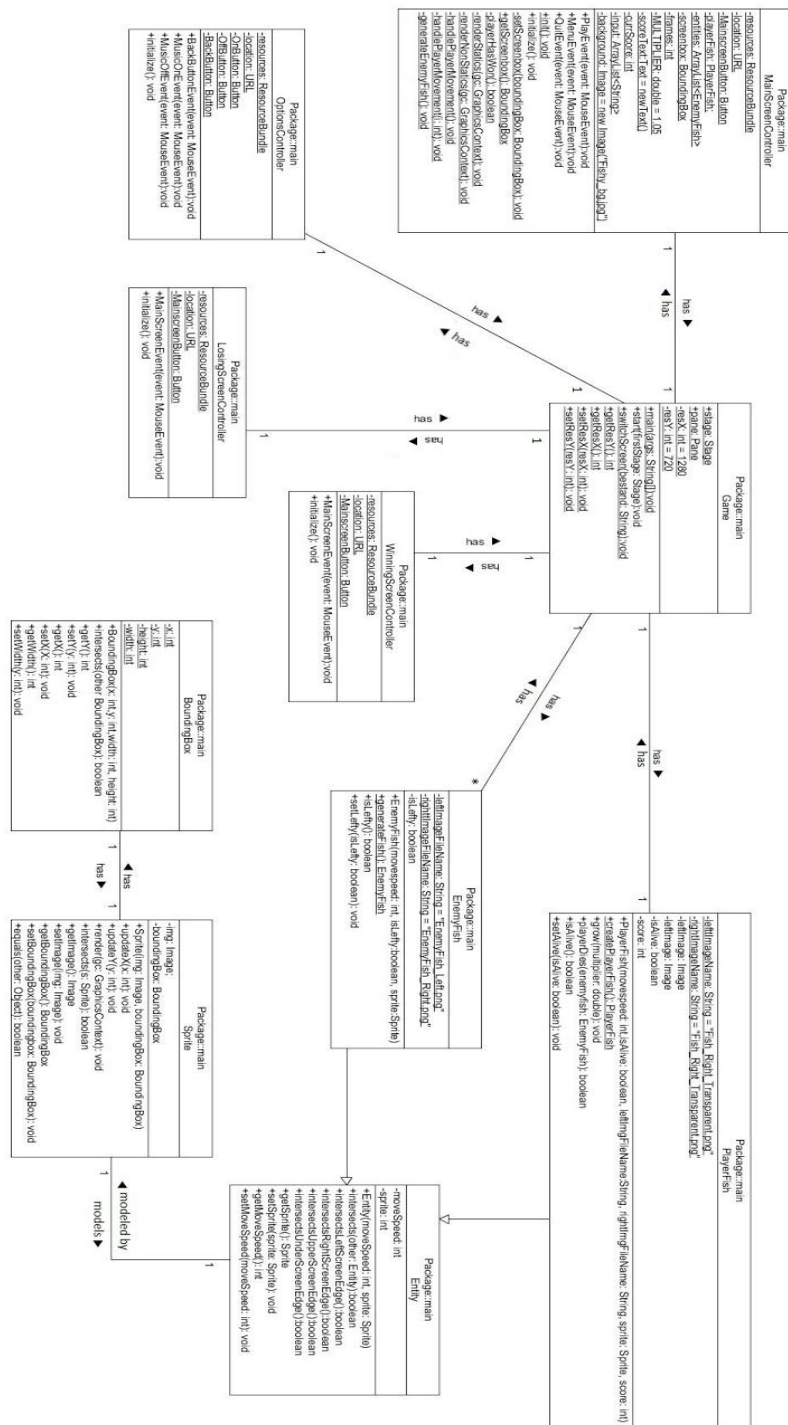 Package::main
MainScreenController
-resources: ResourceBundle
-location: URL
-MainscreenButton: Button
-playerFish: PlayerFish;
-entities: ArrayList<EnemyFish>
-screenbox: BoundingBox
-frames: int
-MULTIPLIER: double = 1.05
-scoreText:Text = newText()
-currScore: int
-input: ArrayList<String>
-background: Image = new Image("Fishy_bg.jpg")
+PlayEvent(event: MouseEvent):void
+MenuEvent(event: MouseEvent):void
+QuitEvent(event: MouseEvent):void
+init(): void
+initialize(): void
-setScreenbox(boundingBox: BoundingBox): void
+getScreenbox(): BoundingBox
-playerHasWon(): boolean
-renderStatics(gc: GraphicsContext): void
-renderNonStatics(gc: GraphicsContext): void
-handlePlayerMovement(): void
-handlePlayerMovement(i: int): void
-generateEnemyFish(): void
1
has
has
1
Package::main
Game
+stage: Stage
+pane: Pane
-resX: int = 1280
-resY: int = 720
+main(args: String[]):void
+start(firstStage: Stage):void
+switchScreen(bestand: String):void
+getResY(): int
+getResX(): int
+setResX(resX: int): void
+setResY(resY: int): void
1
has
1
Package::main
PlayerFish
-leftImageName: String = "Fish_Right_Transparent.png"
-rightImageName: String = "Fish_Right_Transparent.png"
-leftImage: Image
-leftImage: Image
-isAlive: boolean
-score: int
+PlayerFish(movespeed: int,isAlive: boolean, leftImgFileName:String, rightImgFileName: String, sprite: Sprite, score: int)
+createPlayerFish(): PlayerFish
+grow(multiplier: double): void
+playerDies(enemyfish: EnemyFish): boolean
+isAlive(): boolean
+setAlive(isAlive: boolean): void
Package::main
OptionsController
-resources: ResourceBundle
-location: URL
-OnButton: Button
-OffButton: Button
-BackButton: Button
+BackButtonEvent(event: MouseEvent):void
+MusicOnEvent(event: MouseEvent):void
+MusicOffEvent(event: MouseEvent):void
+initialize(): void
1
has
has
1
Package::main
LosingScreenController
-resources: ResourceBundle
-location: URL
-MainscreenButton: Button
+MainScreenEvent(event: MouseEvent):void
+initialize(): void
1
has
has
1
Package::main
WinningScreenController
-resources: ResourceBundle
-location: URL
-MainscreenButton: Button
+MainScreenEvent(event: MouseEvent):void
+initialize(): void
1
has
has
1
1
has
has
*
Package::main
EnemyFish
-leftImageFileName: String = "EnemyFish_Left.png"
-rightImageFileName: String = "EnemyFish_Right.png"
-isLefty: boolean
+EnemyFish(movespeed: int, isLefty:boolean, sprite:Sprite)
+generateFish(): EnemyFish
+isLefty(): boolean
+setLefty(isLefty: boolean): void
Package::main
BoundingBox
-x: int
-y: int
-height: int
-width: int
+BoundingBox(x: int,y: int,width: int, height: int)
+intersects(other BoundingBox): boolean
+getY(): int
+setY(y: int): void
+getX(): int
+setX(X: int): void
+getWidth(): int
+setWidth(y: int): void
1
has
has
1
Package::main
Sprite
-img: Image;
-boundingBox: BoundingBox
+Sprite(img: Image, boundingBox: BoundingBox)
+updateX(x: int): void
+updateY(y: int): void
+render(gc: GraphicsContext): void
+intersects(s: Sprite): boolean
+getImage(): Image
+setImage(img: Image): void
+getBoundingBox(): BoundingBox
+setBoundingBox(boundingbox: BoundingBox): void
+equals(other: Object): boolean
1
modeled by
models
1
Package::main
Entity
-moveSpeed: int
-sprite: int
+Entity(moveSpeed: int, sprite: Sprite)
+intersects(other: Entity):boolean
+intersectsLeftScreenEdge():boolean
+intersectsRightScreenEdge():boolean
+intersectsUpperScreenEdge():boolean
+intersectsUnderScreenEdge():boolean
+getSprite(): Sprite
+setSprite(sprite: Sprite): void
+getMoveSpeed(): int
+setMoveSpeed(moveSpeed: int): void